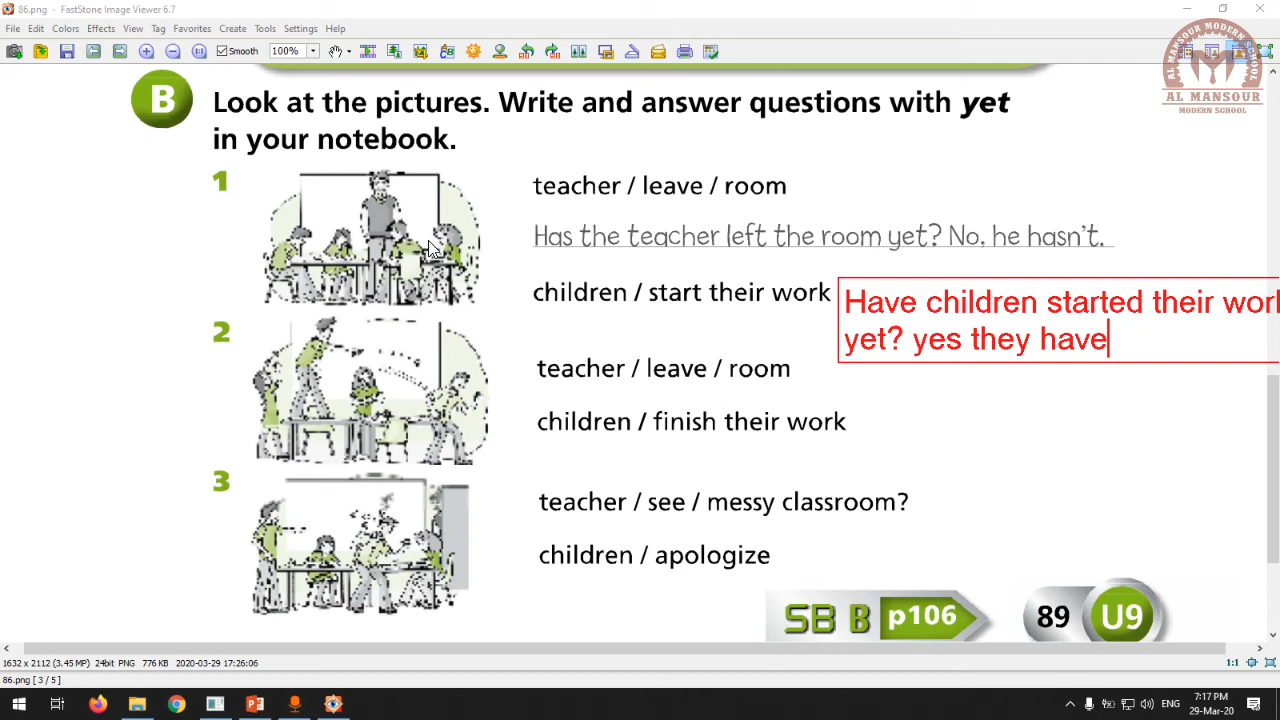 86.png - FastStone Image Viewer 6.7
File Edit Colors Effects View Tag Favorites Create Tools Settings Help
Smooth 100%
AL MANSOUR MODERN SCHOOL
AL MANSOUR
MODERN SCHOOL
B Look at the pictures. Write and answer questions with yet
in your notebook.
1
teacher / leave / room
Has the teacher left the room yet? No, he hasn't.
children / start their work
Have children started their work
yet? yes they have
2
teacher / leave / room
children / finish their work
3
teacher / see / messy classroom?
children / apologize
SB B p106 89 U9
1632 x 2112 (3.45 MP) 24bit PNG 776 KB 2020-03-29 17:26:06 1:1
86.png [ 3 / 5 ]
7:17 PM
ENG
29-Mar-20